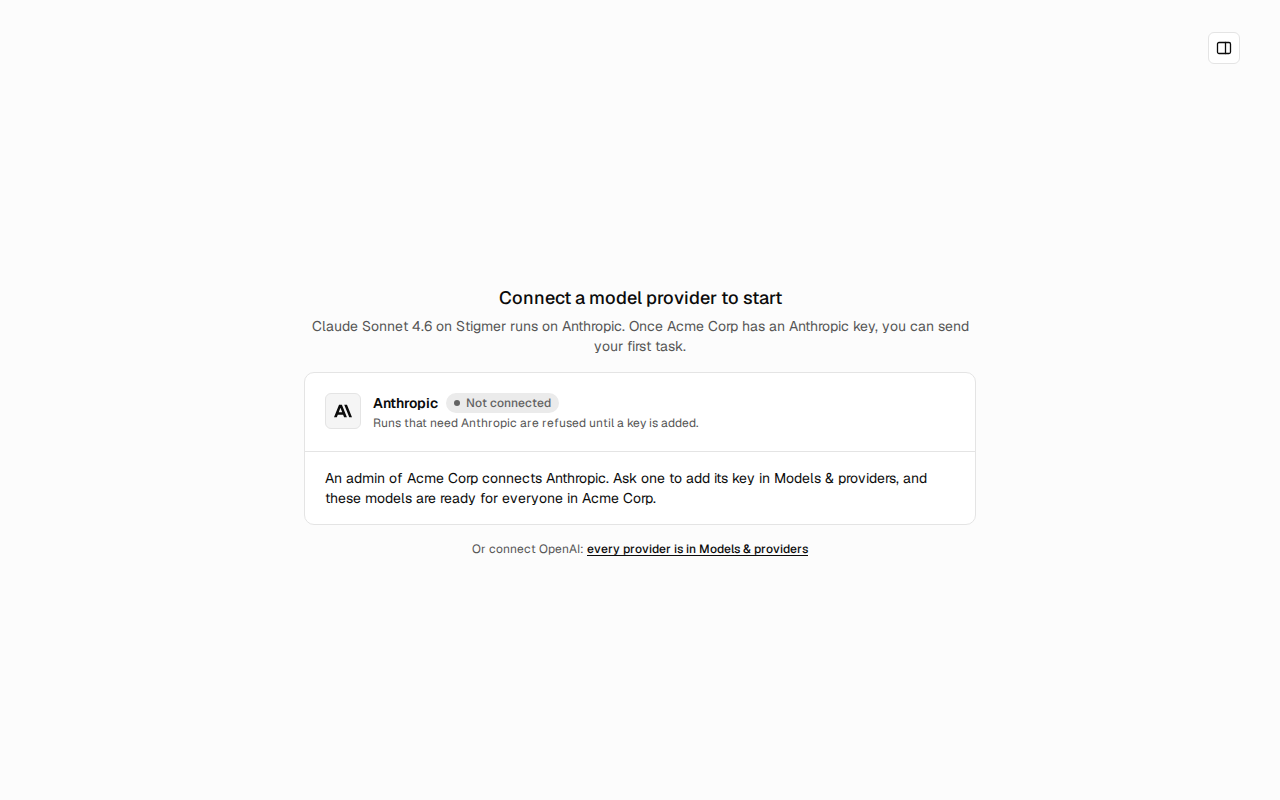 Connect a model provider to start
Claude Sonnet 4.6 on Stigmer runs on Anthropic. Once Acme Corp has an Anthropic key, you can send
your first task.
Anthropic
Not connected
Runs that need Anthropic are refused until a key is added.
An admin of Acme Corp connects Anthropic. Ask one to add its key in Models & providers, and
these models are ready for everyone in Acme Corp.
Or connect OpenAI: every provider is in Models & providers